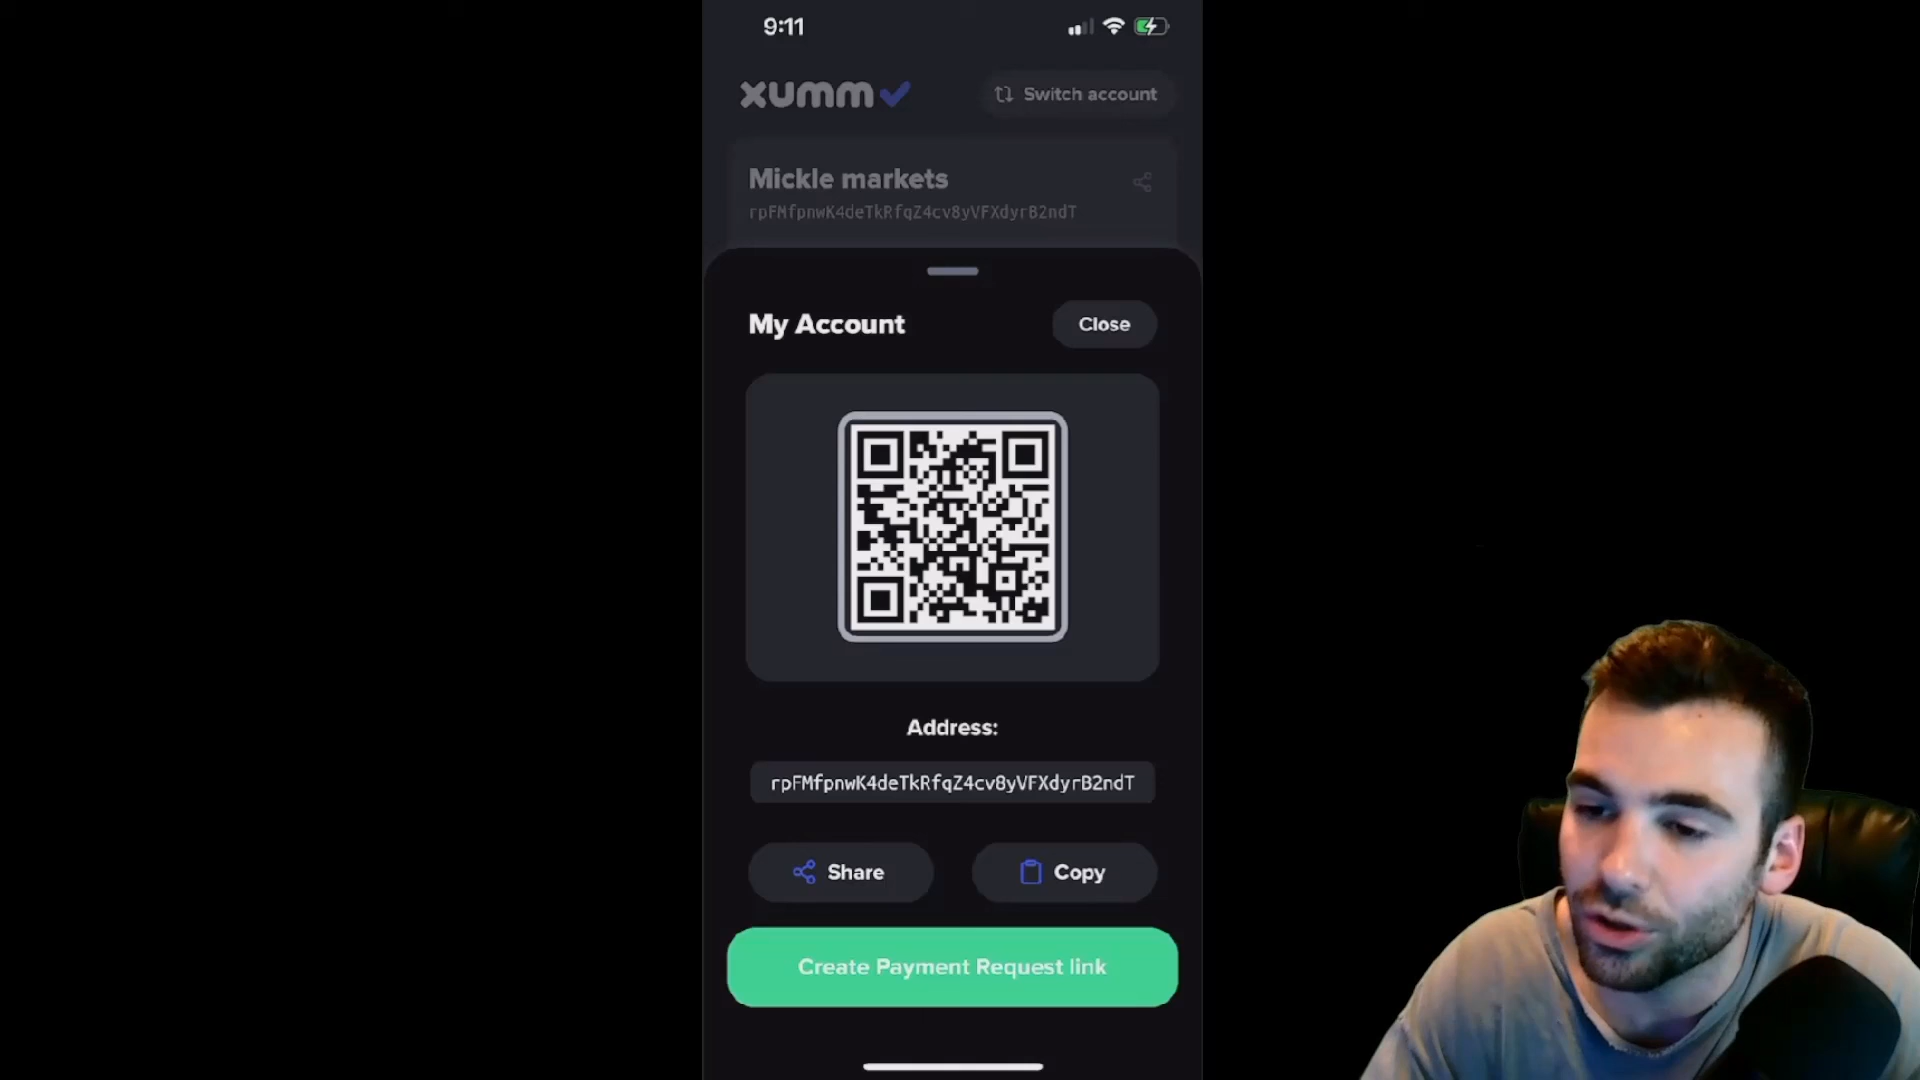 9:11
xumm
Switch account
Mickle markets
rpFMfpnwK4deTkRfqZ4cv8yVFXdyrB2ndT
My Account
Close
Address:
rpFMfpnwK4deTkRfqZ4cv8yVFXdyrB2ndT
Share
Copy
Create Payment Request link